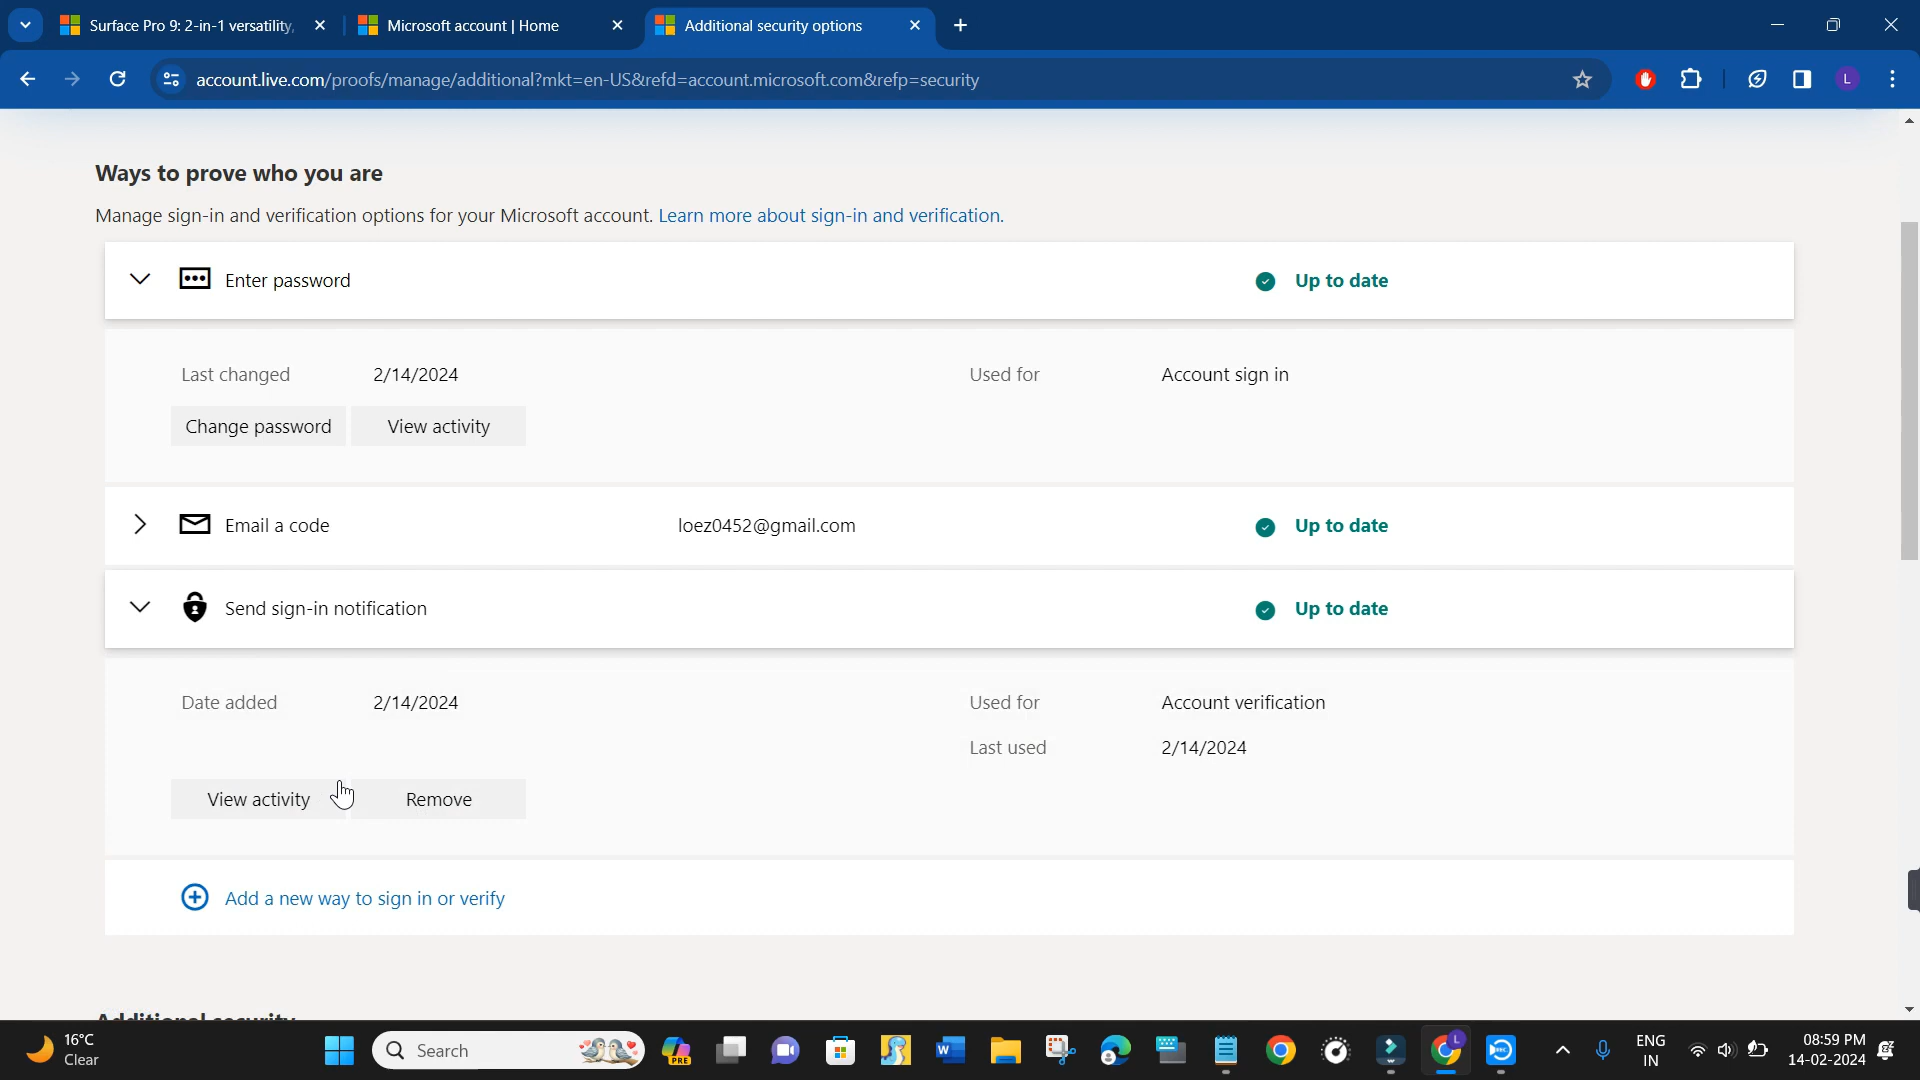 Surface Pro 9: 2-in-1 versatility,
Microsoft account | Home
Additional security options
account.live.com/proofs/manage/additional?mkt=en-US&refd=account.microsoft.com&refp=security
L
Ways to prove who you are
Manage sign-in and verification options for your Microsoft account. Learn more about sign-in and verification.
Enter password
Up to date
Last changed 2/14/2024 Used for Account sign in
Change password View activity
Email a code loez0452@gmail.com Up to date
Send sign-in notification Up to date
Date added 2/14/2024 Used for Account verification
Last used 2/14/2024
View activity Remove
Add a new way to sign in or verify
Additional security
16°C
Clear
Search
PRE
ENG
IN
08:59 PM
14-02-2024